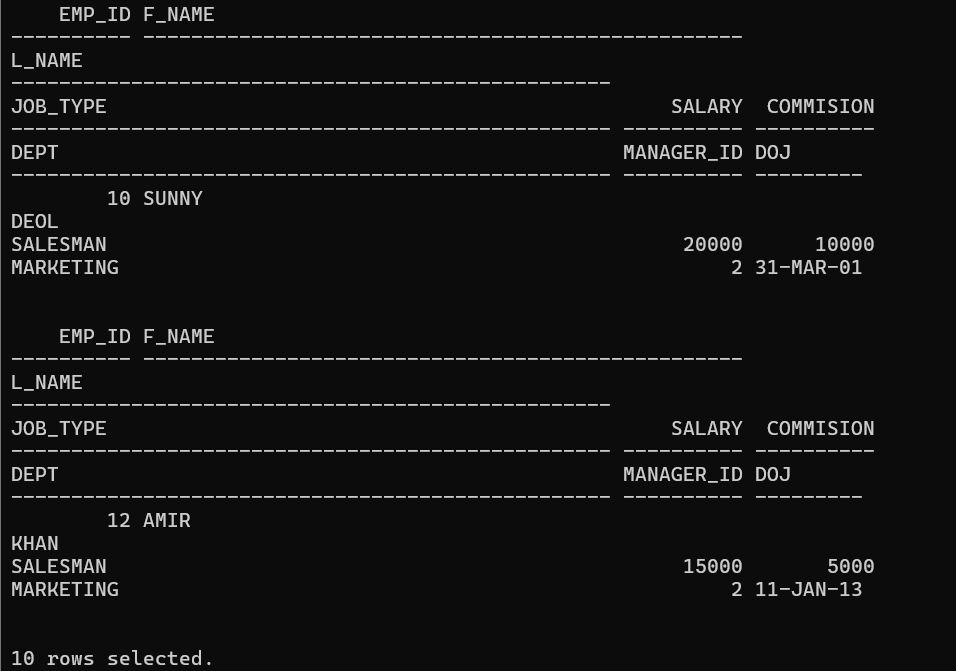 EMP_ID F_NAME
---------- --------------------------------------------------
L_NAME
--------------------------------------------------
JOB_TYPE                                               SALARY  COMMISION
-------------------------------------------------- ---------- ----------
DEPT                                               MANAGER_ID DOJ
-------------------------------------------------- ---------- ---------
        10 SUNNY
DEOL
SALESMAN                                                20000      10000
MARKETING                                                   2 31-MAR-01
    EMP_ID F_NAME
---------- --------------------------------------------------
L_NAME
--------------------------------------------------
JOB_TYPE                                               SALARY  COMMISION
-------------------------------------------------- ---------- ----------
DEPT                                               MANAGER_ID DOJ
-------------------------------------------------- ---------- ---------
        12 AMIR
KHAN
SALESMAN                                                15000       5000
MARKETING                                                   2 11-JAN-13
10 rows selected.